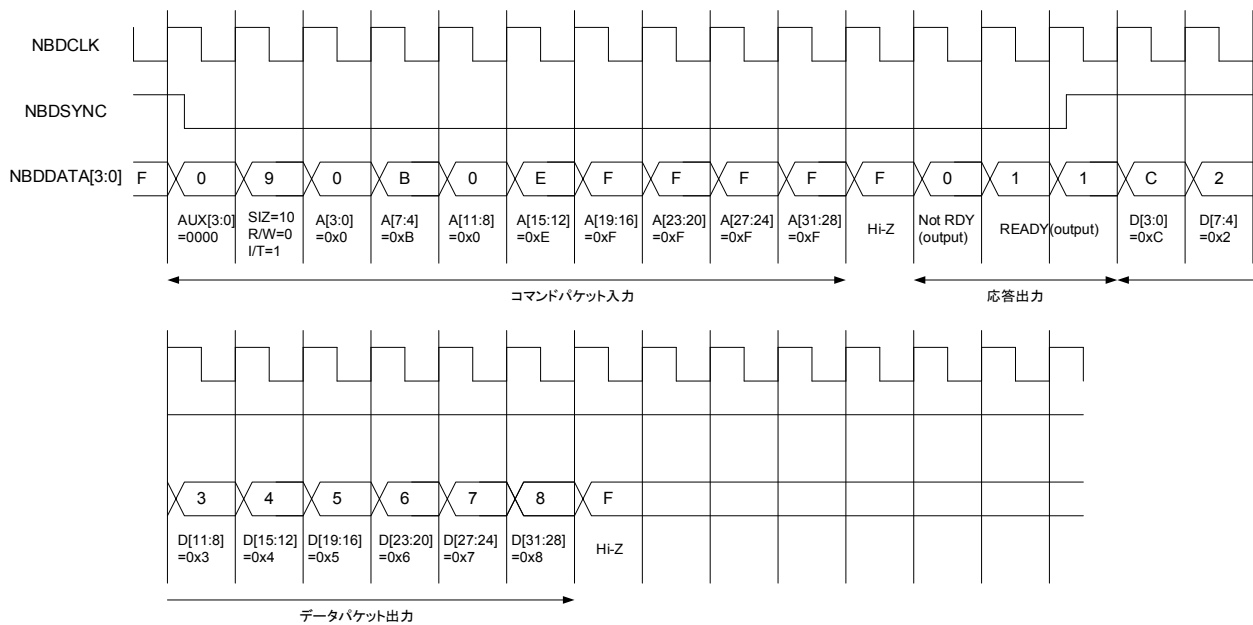 NBDCLK
NBDSYNC
NBDDATA[3:0] F 0 9 0 B 0 E F F F F F 0 1 1 C 2
AUX[3:0] SIZ=10 A[3:0] A[7:4] A[11:8] A[15:12] A[19:16] A[23:20] A[27:24] A[31:28] Hi-Z Not RDY READY(output) D[3:0] D[7:4]
=0000 R/W=0 =0x0 =0xB =0x0 =0xE =0xF =0xF =0xF =0xF (output) =0xC =0x2
I/T=1
コマンドパケット入力 応答出力
3 4 5 6 7 8 F
D[11:8] D[15:12] D[19:16] D[23:20] D[27:24] D[31:28] Hi-Z
=0x3 =0x4 =0x5 =0x6 =0x7 =0x8
データパケット出力